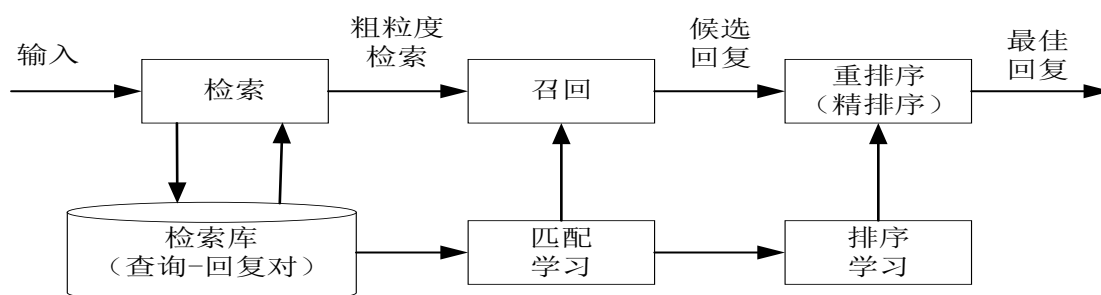 输入
检索
粗粒度
检索
召回
候选
回复
重排序
（精排序）
最佳
回复
检索库
（查询-回复对）
匹配
学习
排序
学习